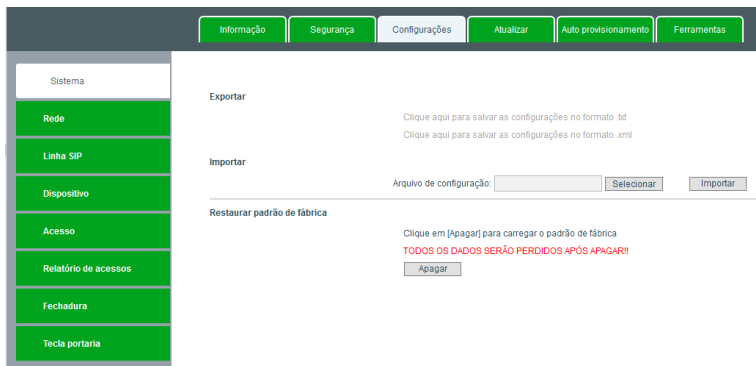 Informação Segurança Configurações Atualizar Auto provisionamento Ferramentas
Sistema
Rede
Linha SIP
Dispositivo
Acesso
Relatório de acessos
Fechadura
Tecla portaria
Exportar
Clique aqui para salvar as configurações no formato .txt
Clique aqui para salvar as configurações no formato .xml
Importar
Arquivo de configuração: Selecionar Importar
Restaurar padrão de fábrica
Clique em [Apagar] para carregar o padrão de fábrica
TODOS OS DADOS SERÃO PERDIDOS APÓS APAGAR!!
Apagar